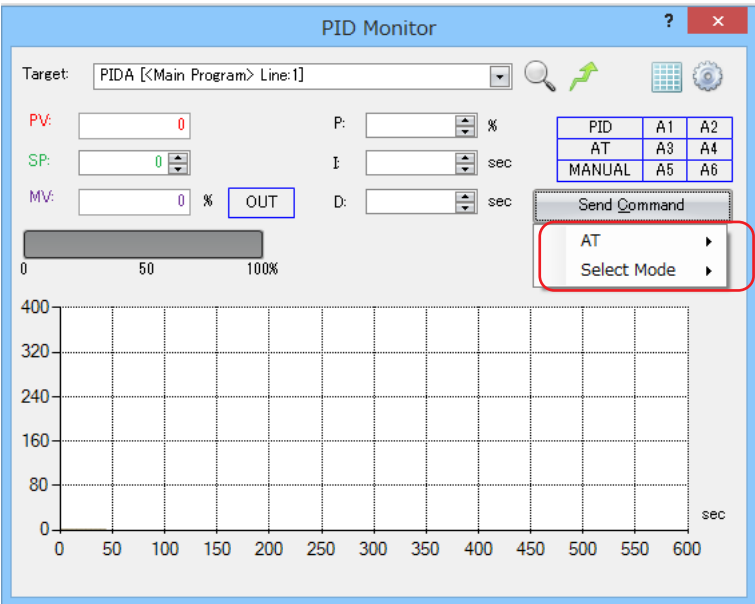 PID Monitor
?
×
Target: PIDA [<Main Program> Line:1]
PV: 0 P: % PID A1 A2
AT A3 A4
SP: 0 I: sec MANUAL A5 A6
MV: 0 % OUT D: sec Send Command
AT
Select Mode
0 50 100%
400
320
240
160
80
0
sec
0 50 100 150 200 250 300 350 400 450 500 550 600